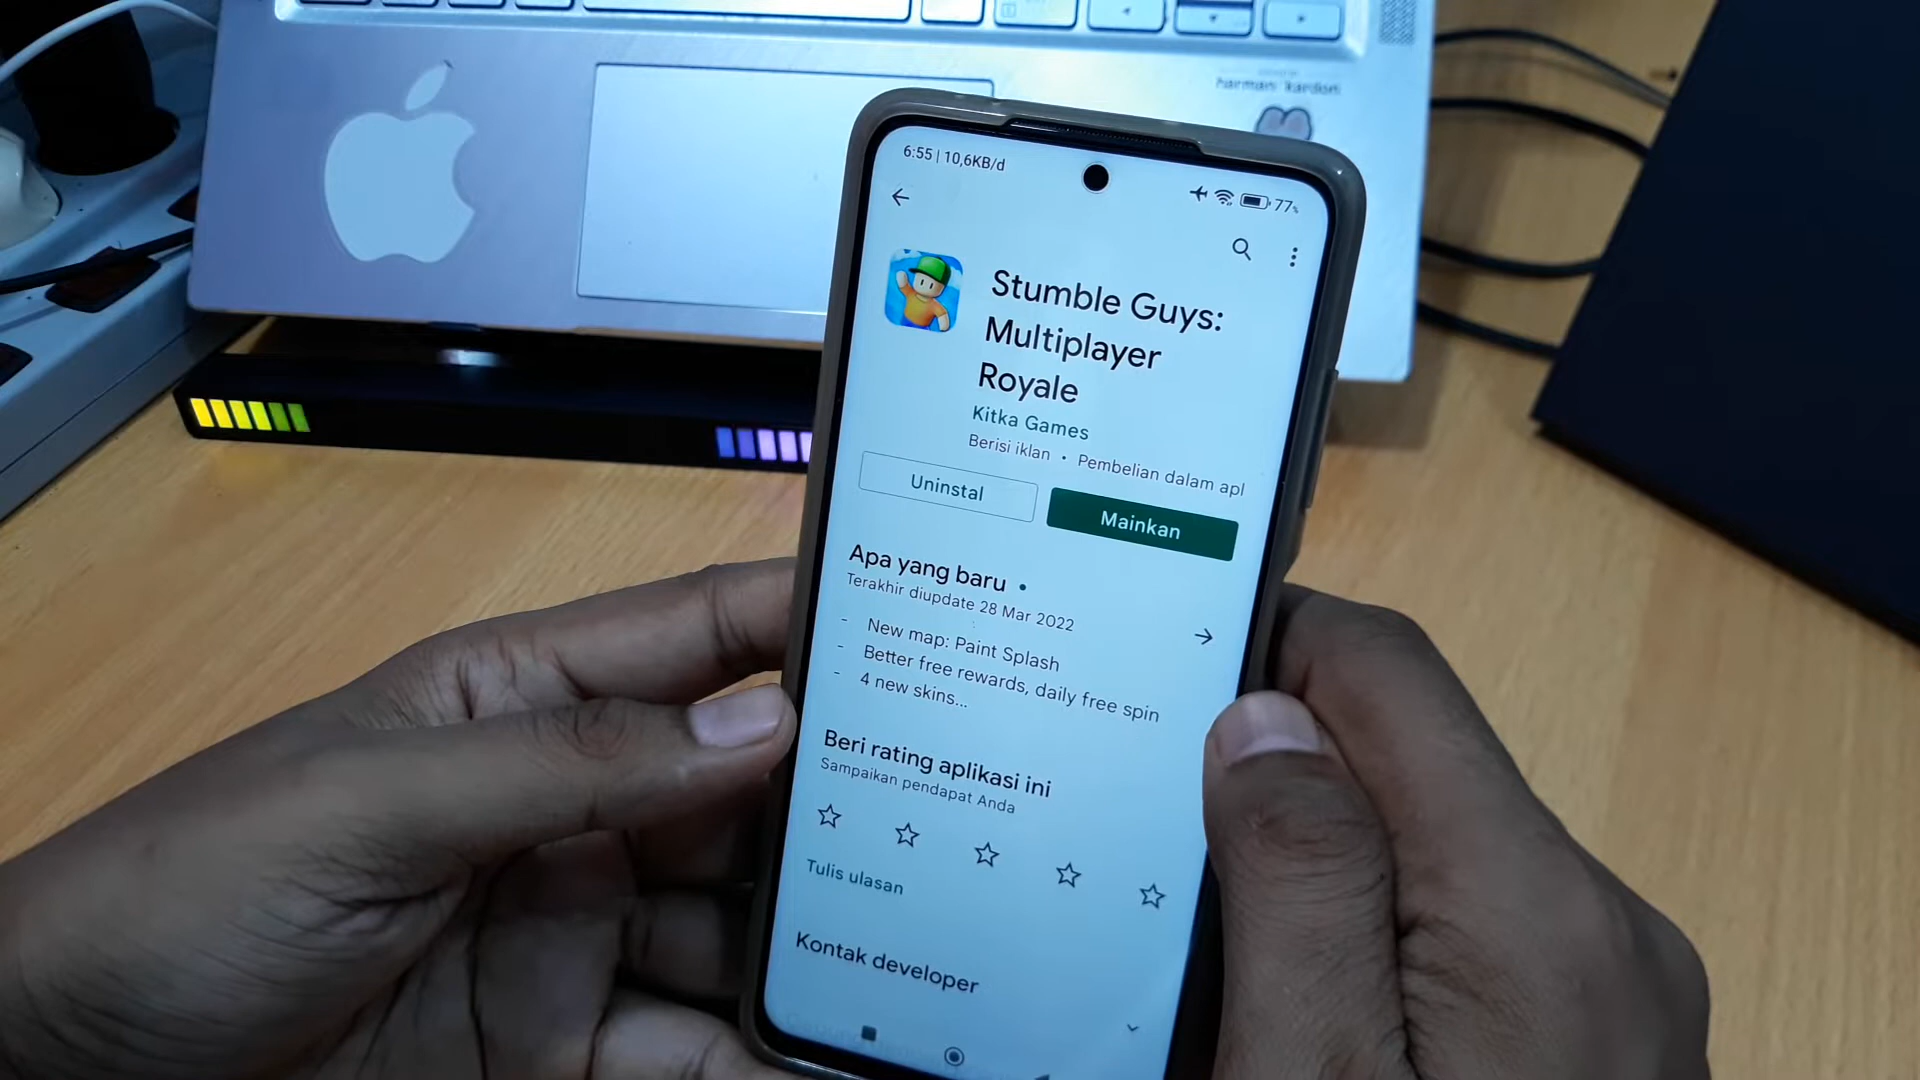 harman kardon
6:55 | 10,6KB/d
77%
Stumble Guys:
Multiplayer
Royale
Kitka Games
Berisi iklan • Pembelian dalam apl
Uninstal
Mainkan
Apa yang baru •
Terakhir diupdate 28 Mar 2022
- New map: Paint Splash
- Better free rewards, daily free spin
- 4 new skins...
Beri rating aplikasi ini
Sampaikan pendapat Anda
Tulis ulasan
Kontak developer